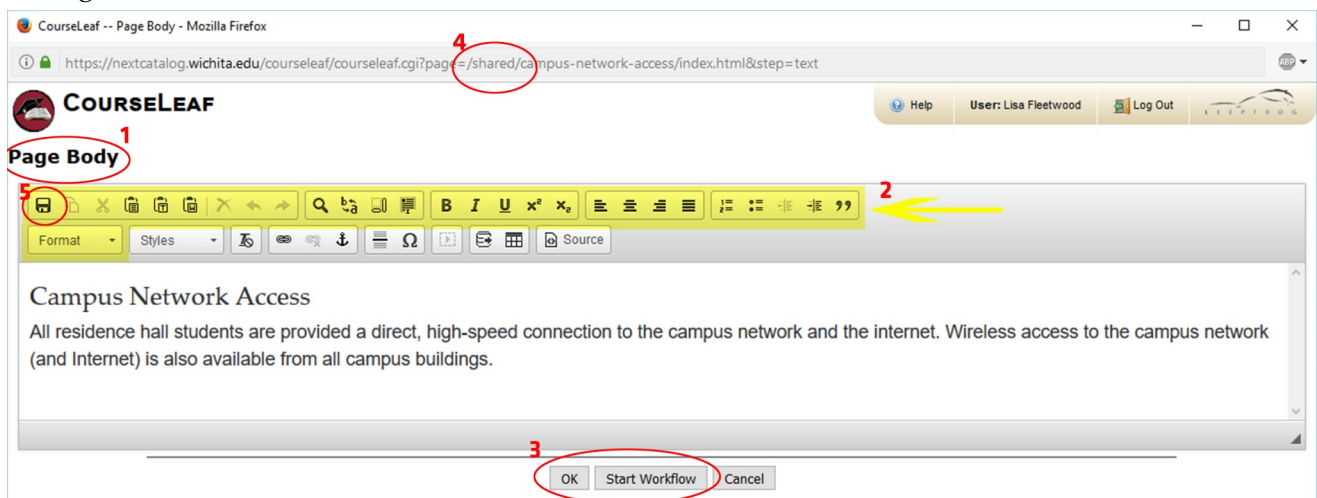 CourseLeaf -- Page Body - Mozilla Firefox
4
https://nextcatalog.wichita.edu/courseleaf/courseleaf.cgi?page=/shared/campus-network-access/index.html&step=text
ABP
COURSELEAF
Help User: Lisa Fleetwood Log Out
LEEPFROG
1
Page Body
5
2
B I U x² x₂
Format Styles Ω Source
Campus Network Access
All residence hall students are provided a direct, high-speed connection to the campus network and the internet. Wireless access to the campus network
(and Internet) is also available from all campus buildings.
3
OK Start Workflow Cancel